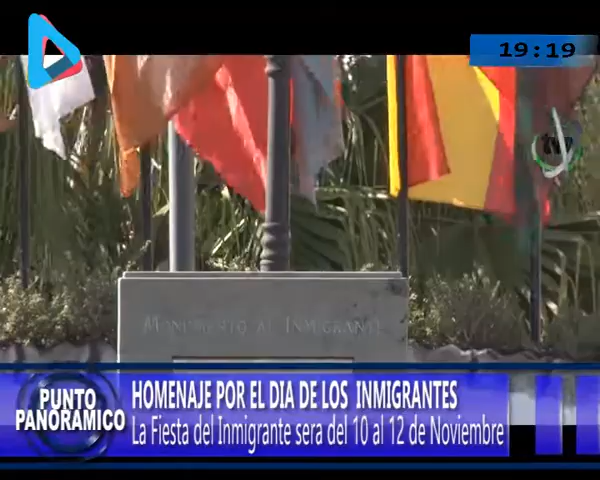 19:19
tv
MONUMENTO AL INMIGRANTE
HOMENAJE POR EL DIA DE LOS INMIGRANTES
La Fiesta del Inmigrante sera del 10 al 12 de Noviembre
PUNTO
PANORAMICO